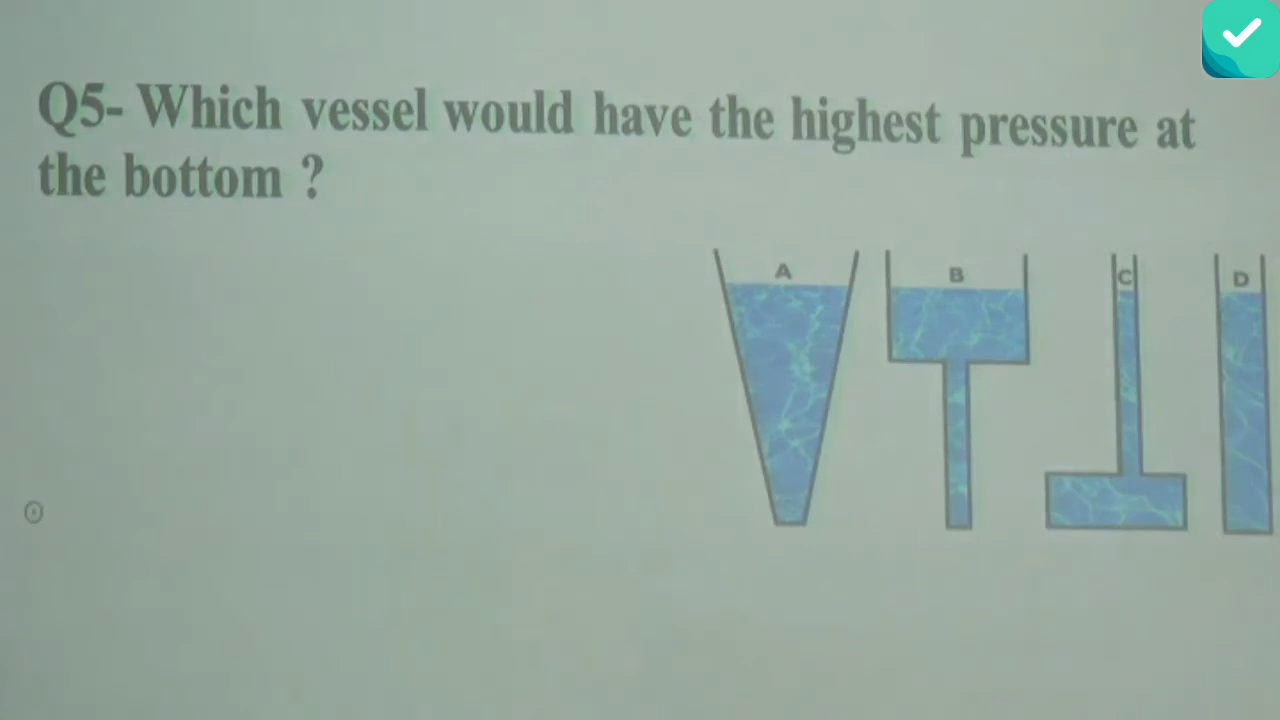 Q5- Which vessel would have the highest pressure at
the bottom ?
A
B
C
D